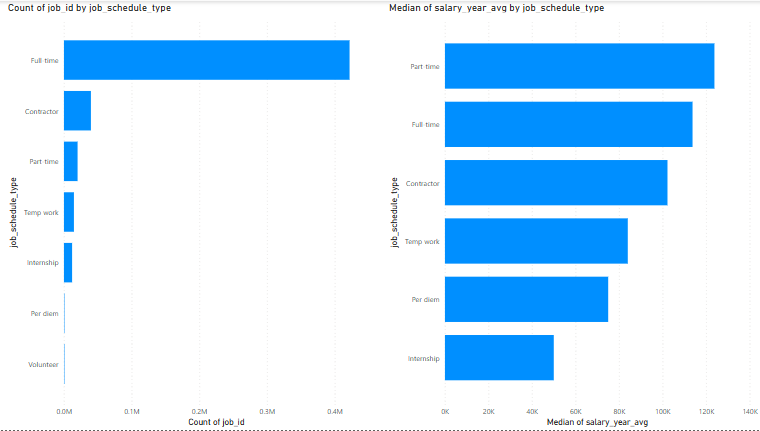 Count of job_id by job_schedule_type
job_schedule_type
Full-time
Contractor
Part-time
Temp work
Internship
Per diem
Volunteer
0.0M 0.1M 0.2M 0.3M 0.4M
Count of job_id
Median of salary_year_avg by job_schedule_type
job_schedule_type
Part-time
Full-time
Contractor
Temp work
Per diem
Internship
0K 20K 40K 60K 80K 100K 120K 140K
Median of salary_year_avg